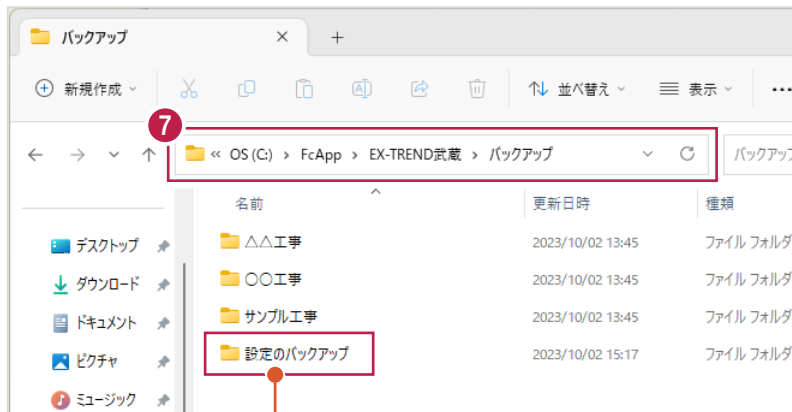 バックアップ
新規作成
並べ替え
表示
7
« OS (C:) › FcApp › EX-TREND武蔵 › バックアップ
バックアップ
名前 更新日時 種類
デスクトップ
△△工事 2023/10/02 13:45 ファイル フォルダ
ダウンロード
〇〇工事 2023/10/02 13:45 ファイル フォルダ
ドキュメント
サンプル工事 2023/10/02 13:45 ファイル フォルダ
ピクチャ
設定のバックアップ 2023/10/02 15:17 ファイル フォルダ
ミュージック